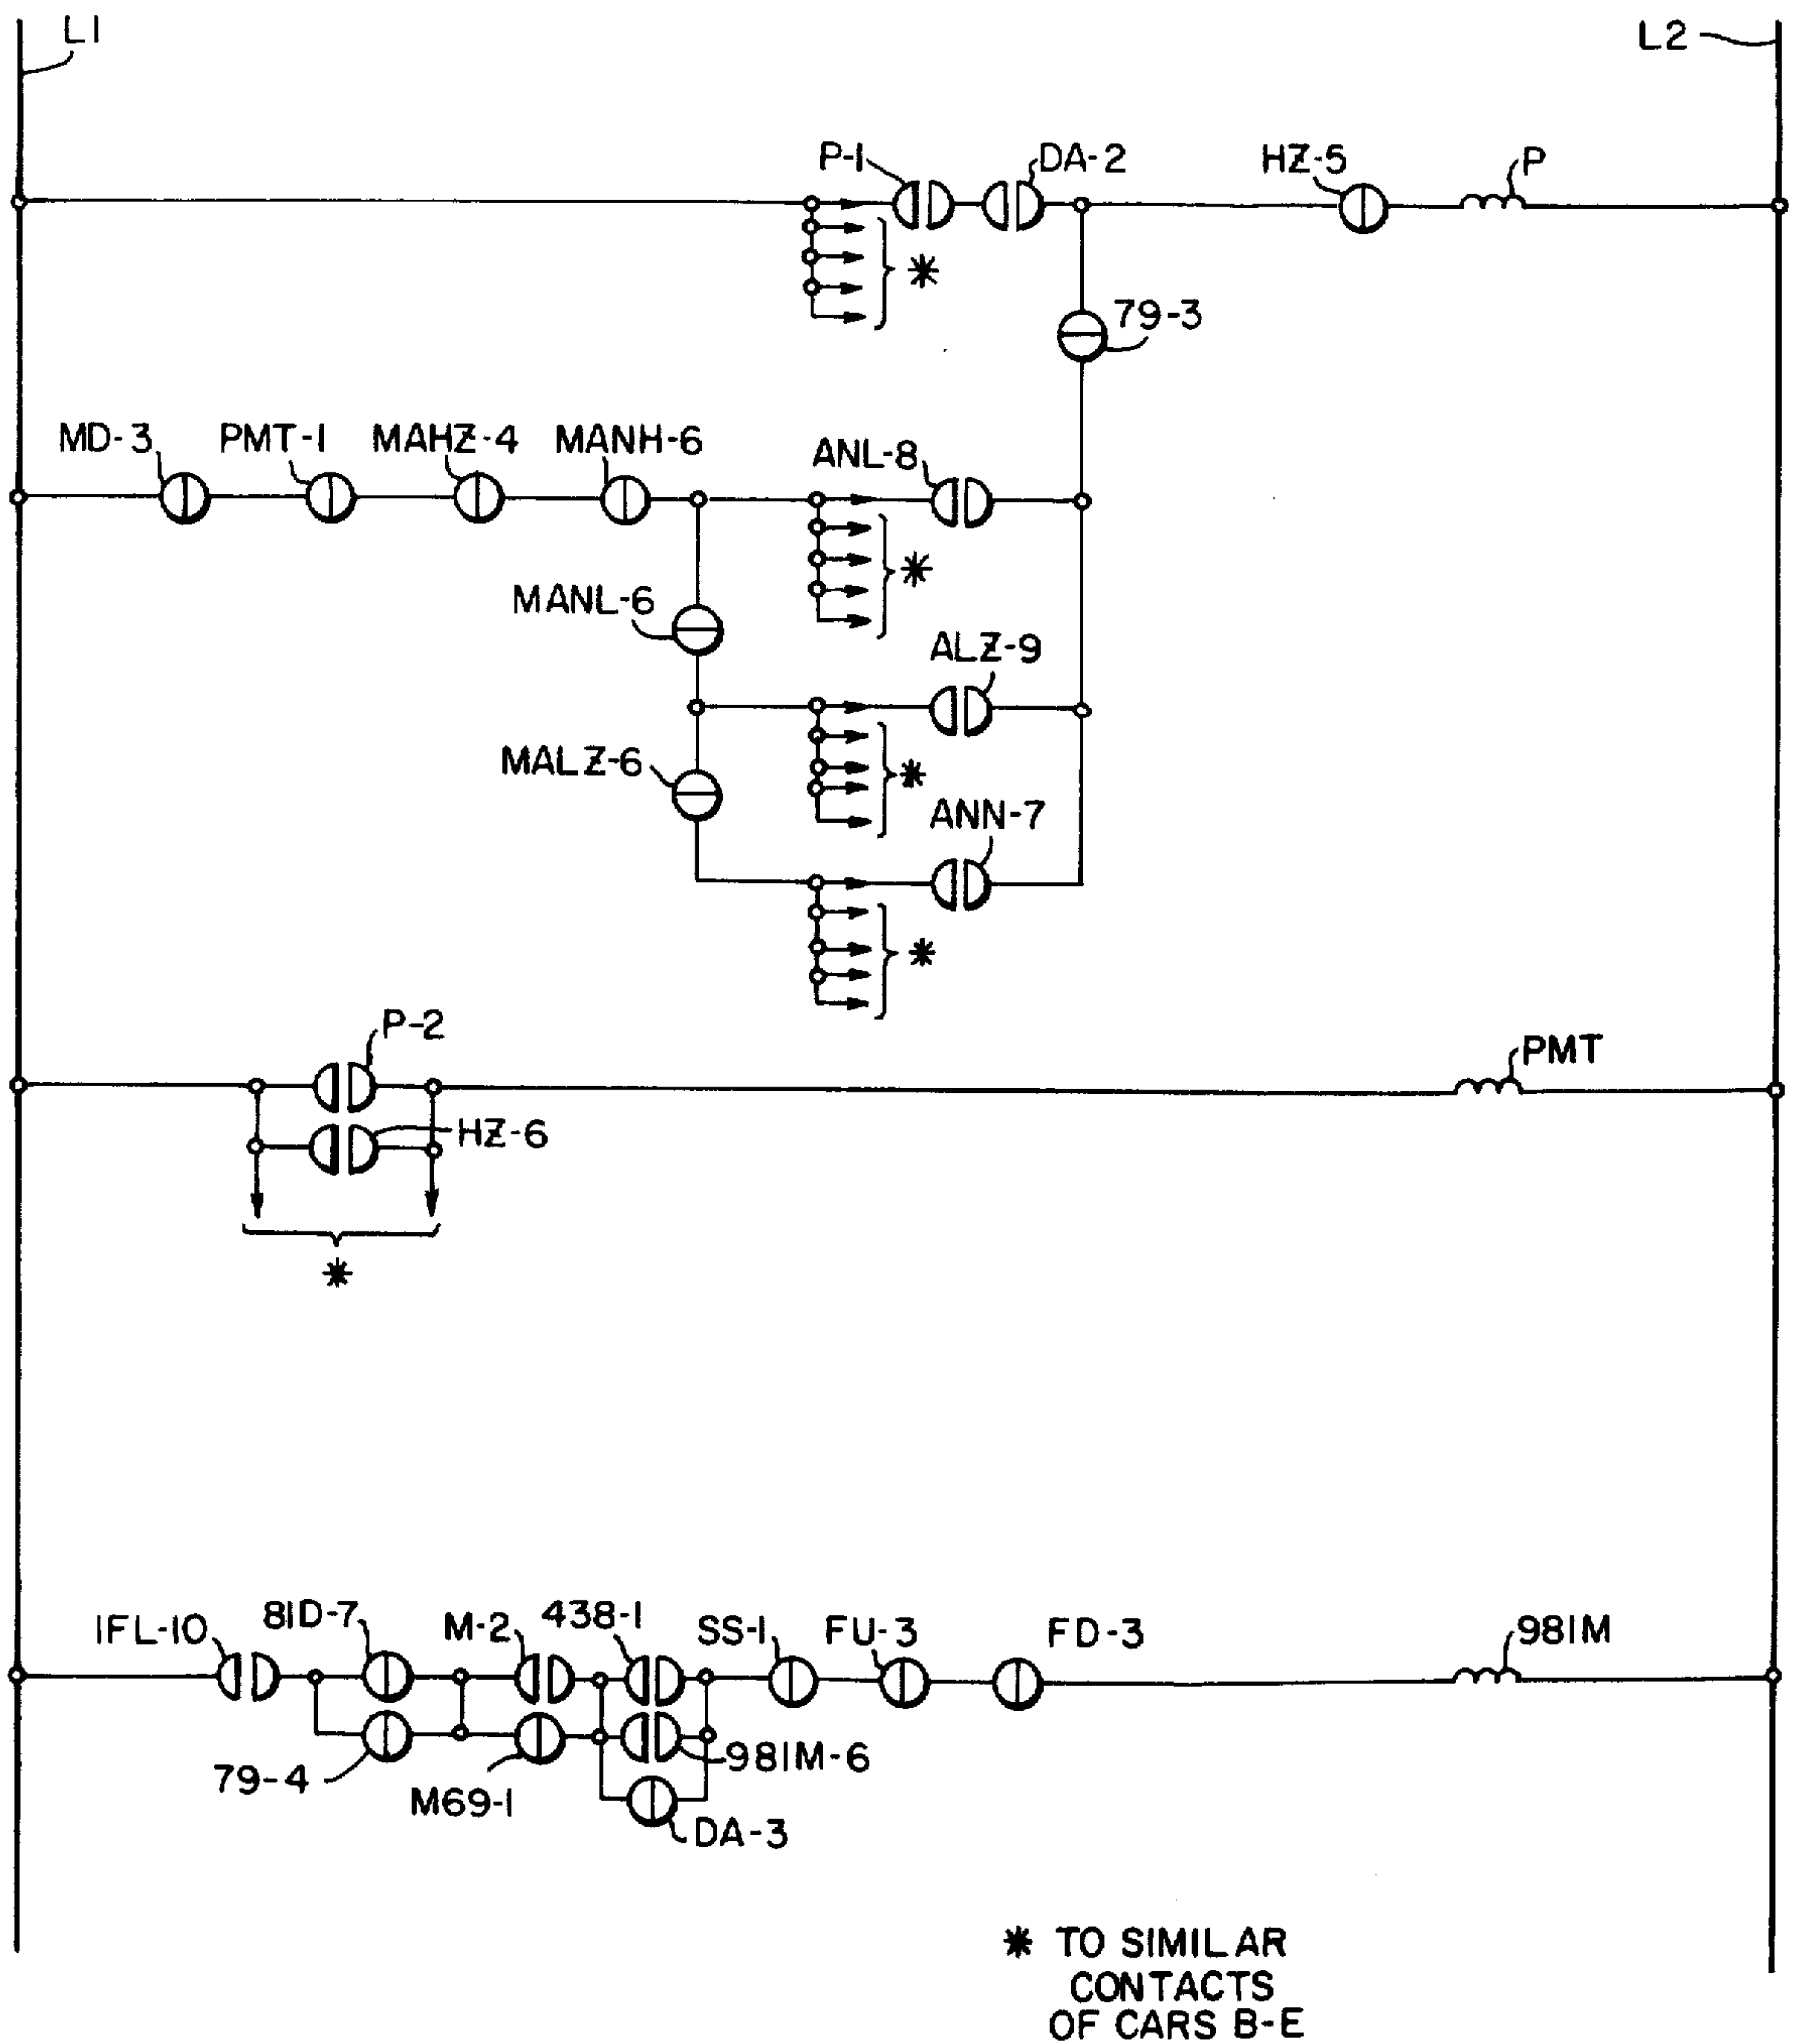 L1
L2
P-1
DA-2
HZ-5
P
*
79-3
MD-3
PMT-1
MAHZ-4
MANH-6
ANL-8
*
MANL-6
ALZ-9
*
MALZ-6
ANN-7
*
P-2
PMT
HZ-6
*
IFL-10
81D-7
M-2
438-1
SS-1
FU-3
FD-3
981M
79-4
M69-1
981M-6
DA-3
* TO SIMILAR
CONTACTS
OF CARS B-E